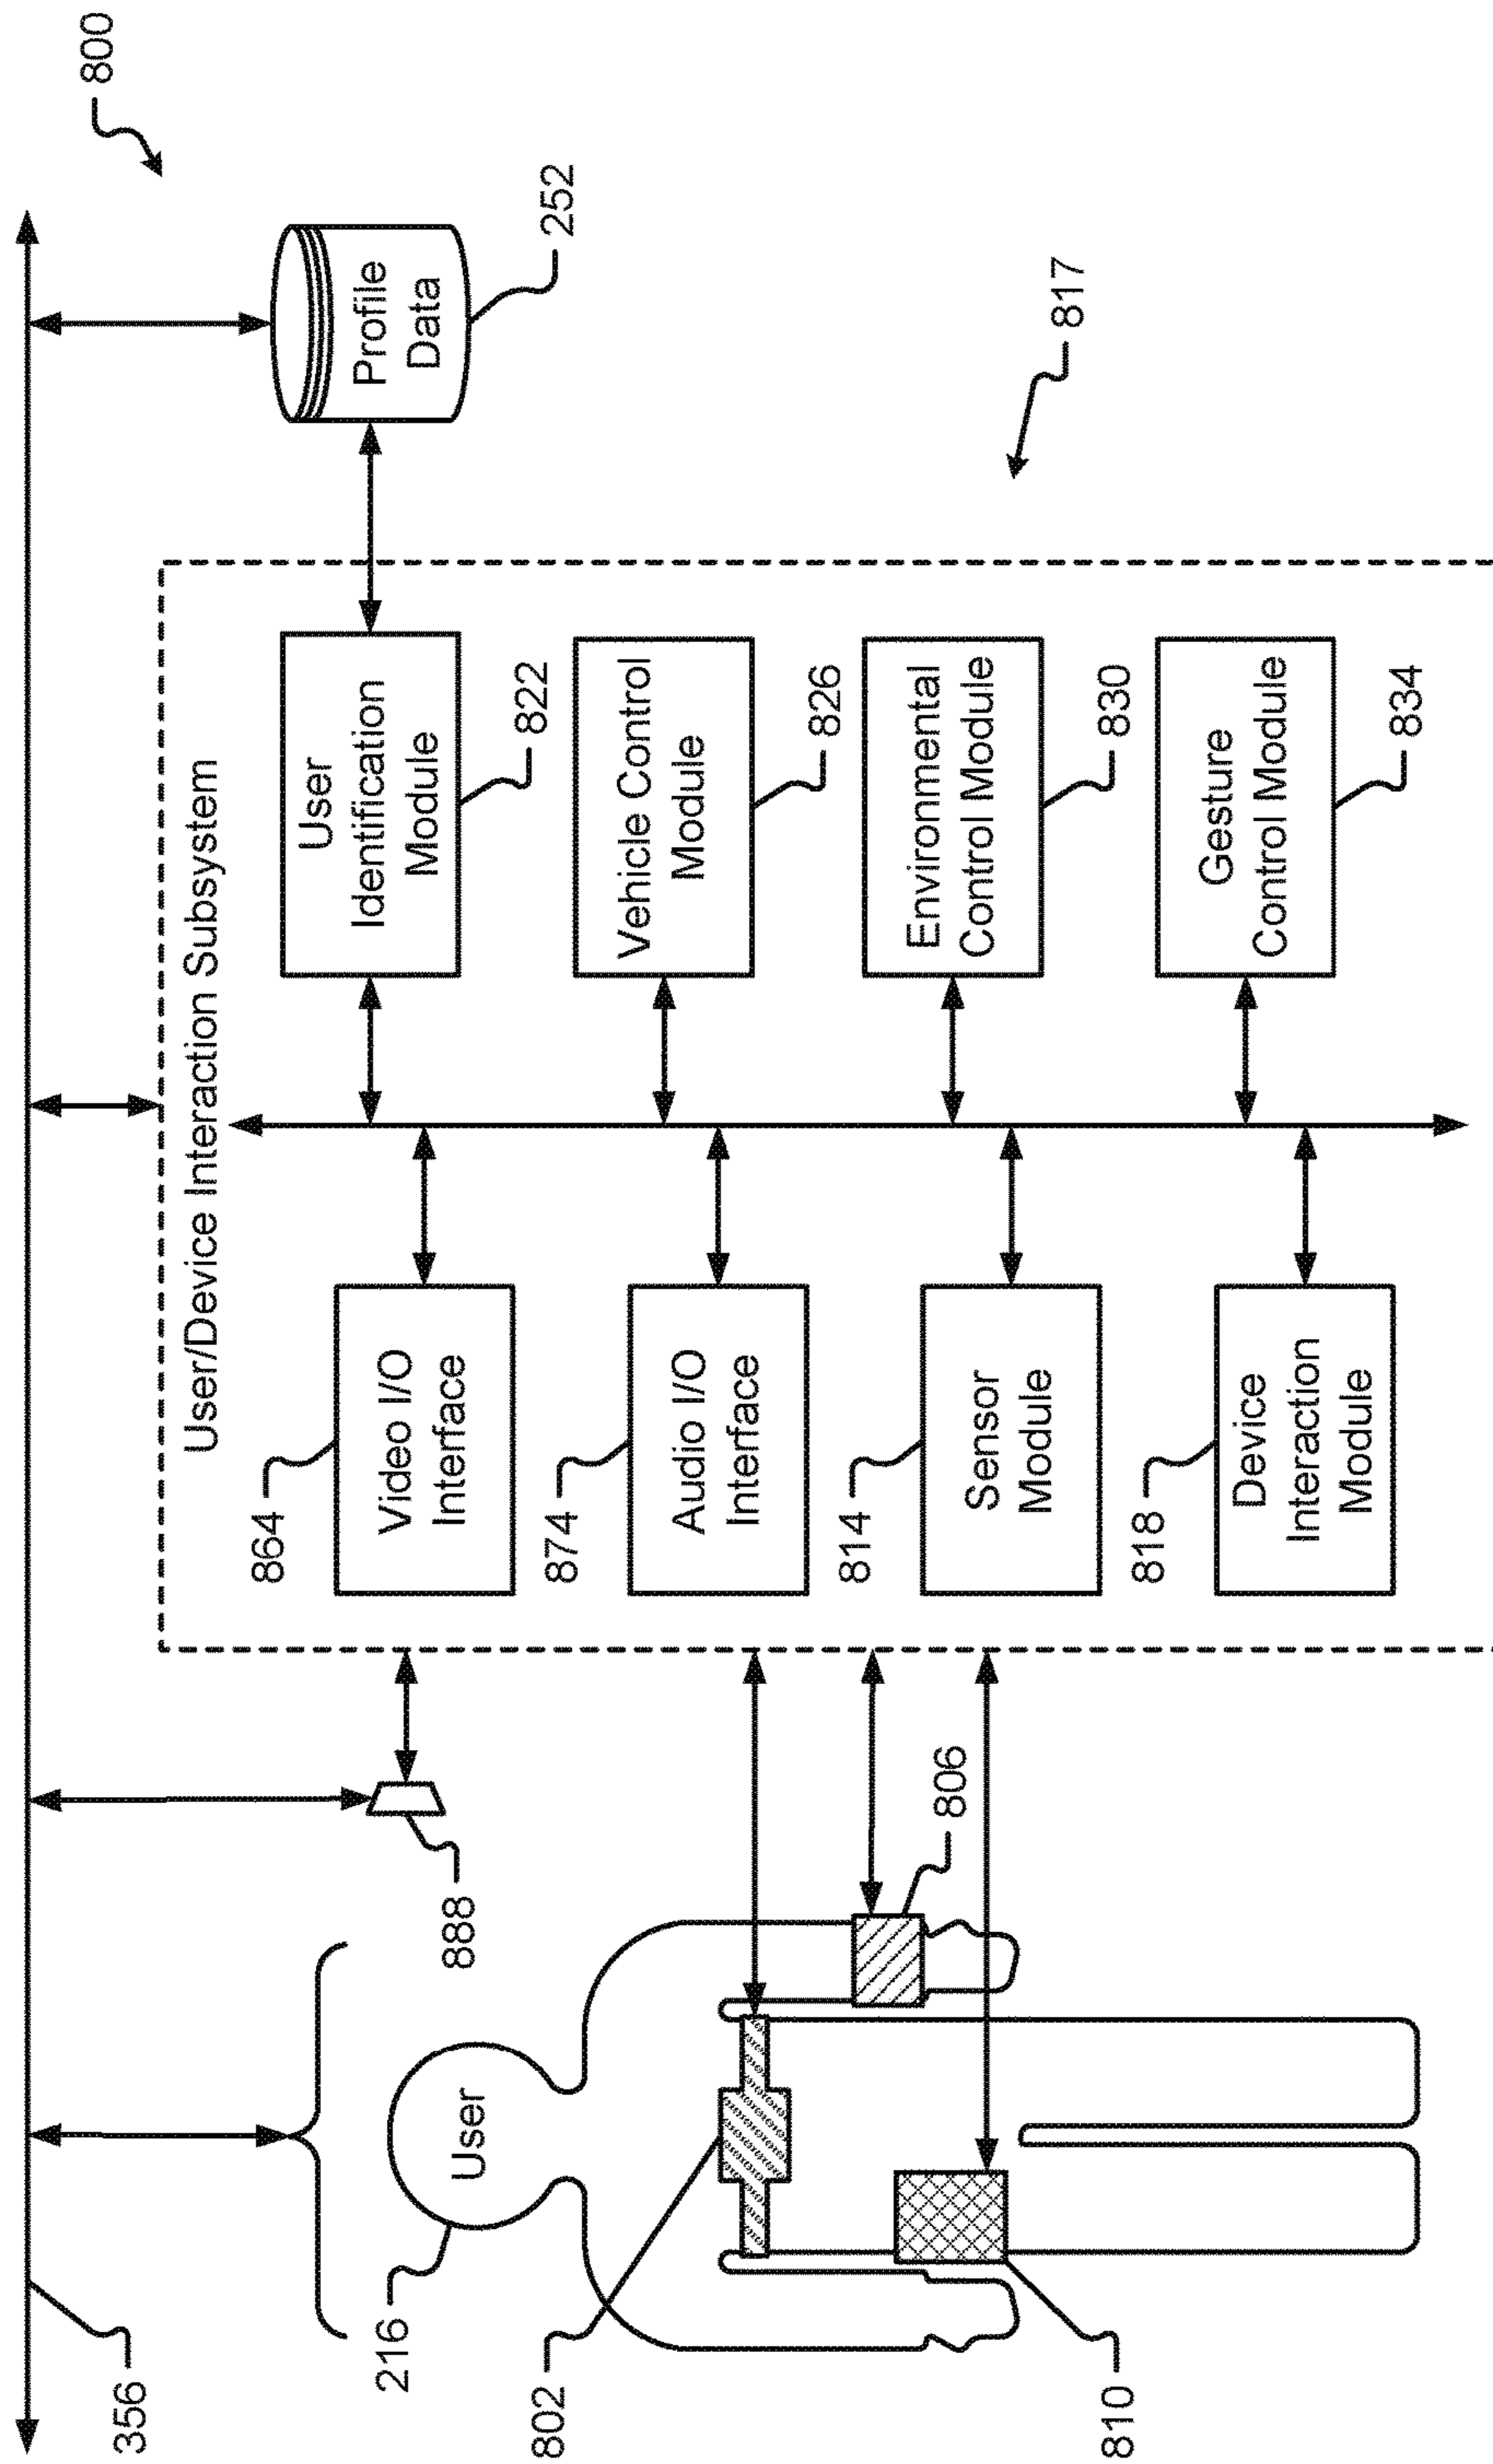 800
356
Profile
Data
252
817
User/Device Interaction Subsystem
User
Identification
Module
822
Vehicle Control
Module
826
Environmental
Control Module
830
Gesture
Control Module
834
864
Video I/O
Interface
874
Audio I/O
Interface
814
Sensor
Module
818
Device
Interaction
Module
888
216
User
802
806
810